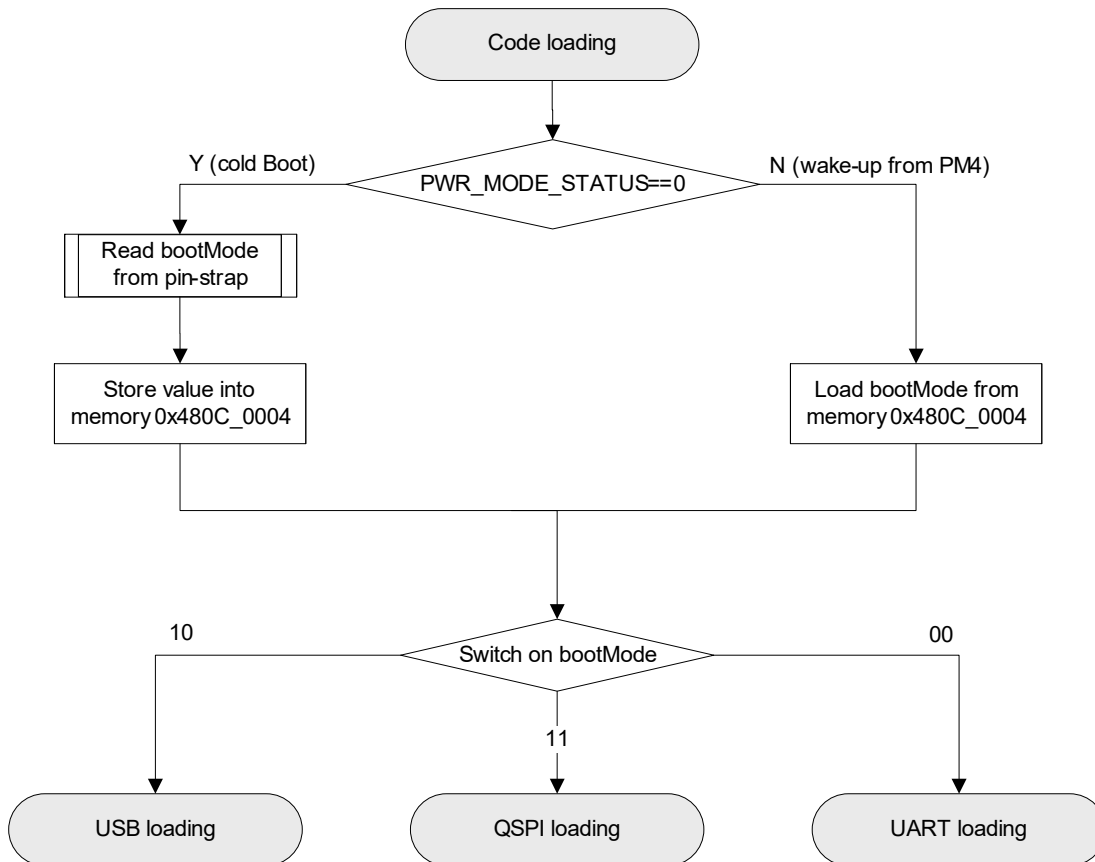 Code loading
Y (cold Boot)
N (wake-up from PM4)
PWR_MODE_STATUS==0
Read bootMode
from pin-strap
Store value into
memory 0x480C_0004
Load bootMode from
memory 0x480C_0004
10
00
Switch on bootMode
11
USB loading
QSPI loading
UART loading